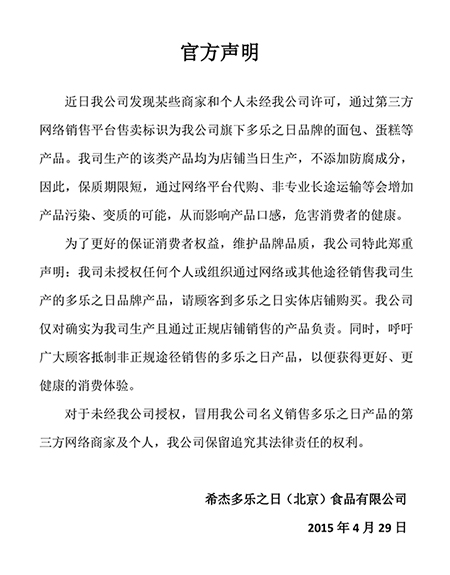 官方声明
近日我公司发现某些商家和个人未经我公司许可，通过第三方
网络销售平台售卖标识为我公司旗下多乐之日品牌的面包、蛋糕等
产品。我司生产的该类产品均为店铺当日生产，不添加防腐成分，
因此，保质期限短，通过网络平台代购、非专业长途运输等会增加
产品污染、变质的可能，从而影响产品口感，危害消费者的健康。
为了更好的保证消费者权益，维护品牌品质，我公司特此郑重
声明：我司未授权任何个人或组织通过网络或其他途径销售我司生
产的多乐之日品牌产品，请顾客到多乐之日实体店铺购买。我公司
仅对确实为我司生产且通过正规店铺销售的产品负责。同时，呼吁
广大顾客抵制非正规途径销售的多乐之日产品，以便获得更好、更
健康的消费体验。
对于未经我公司授权，冒用我公司名义销售多乐之日产品的第
三方网络商家及个人，我公司保留追究其法律责任的权利。
希杰多乐之日（北京）食品有限公司
2015 年 4 月 29 日